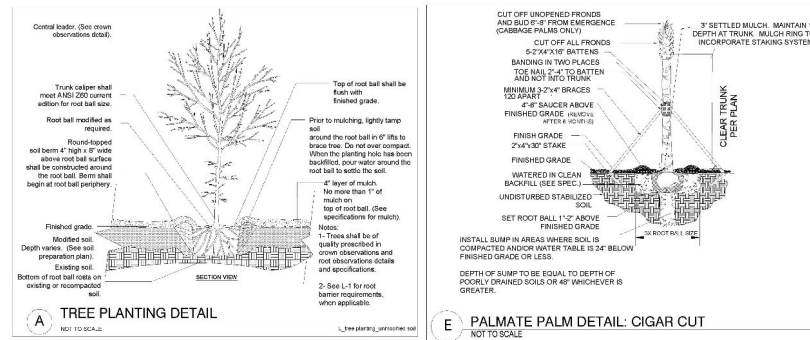 Central leader. (See crown
observations detail).
Trunk caliper shall
meet ANSI Z60 current
edition for root ball size.
Root ball modified as
required.
Round-topped
soil berm 4" high x 8" wide
above root ball surface
shall be constructed around
the root ball. Berm shall
begin at root ball periphery.
Finished grade.
Modified soil.
Depth varies. (See soil
preparation plan).
Existing soil.
Bottom of root ball rests on
existing or recompacted
soil.
SECTION VIEW
Top of root ball shall be
flush with
finished grade.
Prior to mulching, lightly tamp
soil
around the root ball in 6" lifts to
brace tree. Do not over compact.
When the planting hole has been
backfilled, pour water around the
root ball to settle the soil.
4" layer of mulch.
No more than 1" of
mulch on
top of root ball. (See
specifications for mulch).
Notes:
1- Trees shall be of
quality prescribed in
crown observations and
root observations details
and specifications.
2- See L-1 for root
barrier requirements,
when applicable.
A
TREE PLANTING DETAIL
NOT TO SCALE
L_tree planting_unmodified soil
CUT OFF UNOPENED FRONDS
AND BUD 6"-8" FROM EMERGENCE
(CABBAGE PALMS ONLY)
CUT OFF ALL FRONDS
5-2"X4"X16" BATTENS
BANDING IN TWO PLACES
TOE NAIL 2"-4" TO BATTEN
AND NOT INTO TRUNK
MINIMUM 3-2"x4" BRACES
120 APART
4"-6" SAUCER ABOVE
FINISHED GRADE (REMOVE
AFTER 6 MONTHS)
FINISH GRADE
2"x4"x30" STAKE
FINISHED GRADE
WATERED IN CLEAN
BACKFILL (SEE SPEC.)
UNDISTURBED STABILIZED
SOIL
SET ROOT BALL 1"-2" ABOVE
FINISHED GRADE
3" SETTLED MULCH. MAINTAIN
DEPTH AT TRUNK. MULCH RING TO
INCORPORATE STAKING SYSTEM
CLEAR TRUNK
PER PLAN
5X ROOT BALL SIZE
INSTALL SUMP IN AREAS WHERE SOIL IS
COMPACTED AND/OR WATER TABLE IS 24" BELOW
FINISHED GRADE OR LESS.
DEPTH OF SUMP TO BE EQUAL TO DEPTH OF
POORLY DRAINED SOILS OR 48" WHICHEVER IS
GREATER.
E
PALMATE PALM DETAIL: CIGAR CUT
NOT TO SCALE